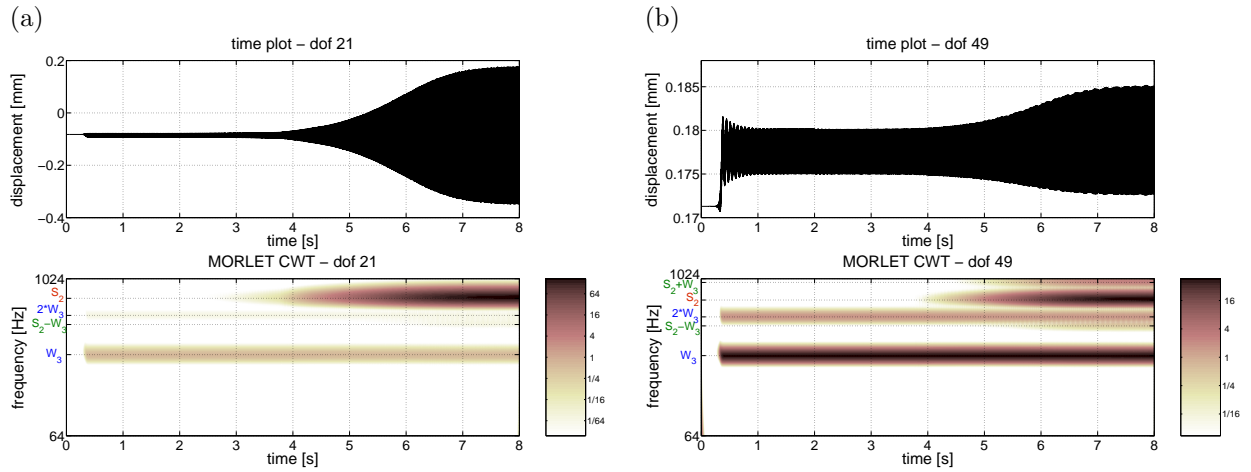 (a)
time plot – dof 21
displacement [mm]
0.2
0
−0.2
−0.4
0 1 2 3 4 5 6 7 8
time [s]
MORLET CWT – dof 21
frequency [Hz]
1024
S2
2*W3
S2−W3
W3
64
0 1 2 3 4 5 6 7 8
time [s]
64
16
4
1
1/4
1/16
1/64
(b)
time plot – dof 49
displacement [mm]
0.185
0.18
0.175
0.17
0 1 2 3 4 5 6 7 8
time [s]
MORLET CWT – dof 49
frequency [Hz]
1024
S2+W3
S2
2*W3
S2−W3
W3
64
0 1 2 3 4 5 6 7 8
time [s]
16
4
1
1/4
1/16